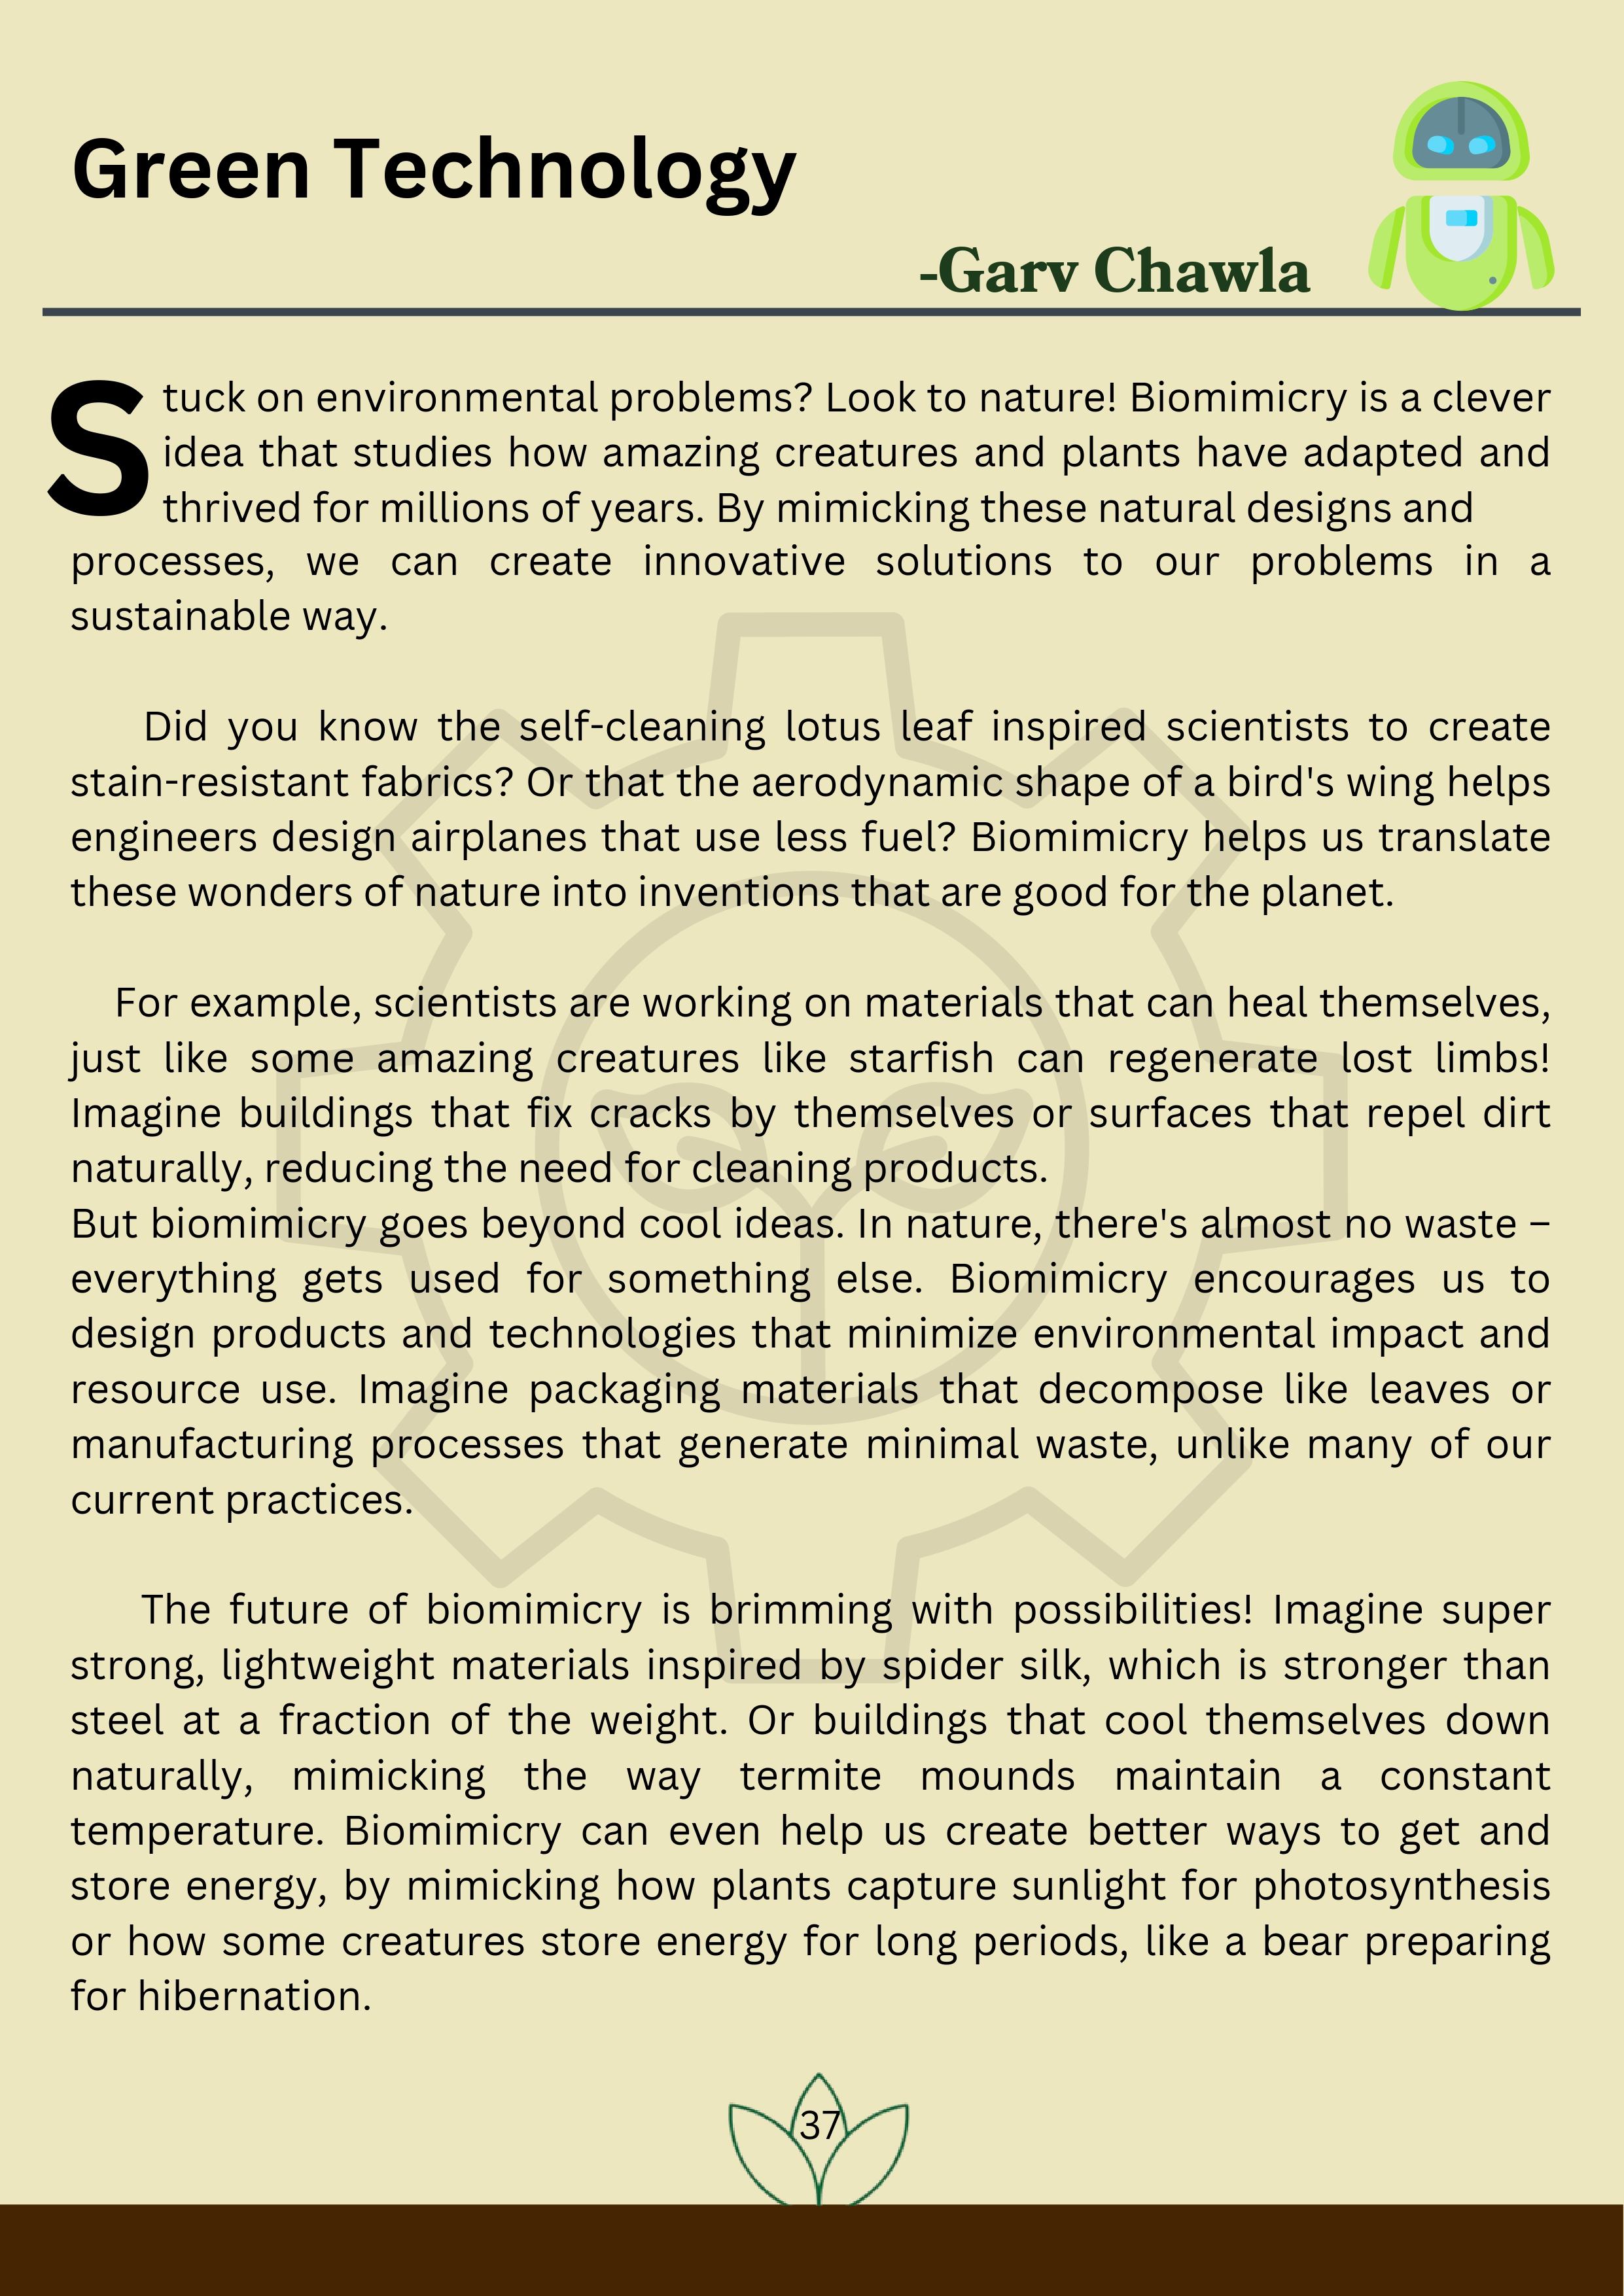 Green Technology
-Garv Chawla
Stuck on environmental problems? Look to nature! Biomimicry is a clever
idea that studies how amazing creatures and plants have adapted and
thrived for millions of years. By mimicking these natural designs and
processes, we can create innovative solutions to our problems in a
sustainable way.
Did you know the self-cleaning lotus leaf inspired scientists to create
stain-resistant fabrics? Or that the aerodynamic shape of a bird's wing helps
engineers design airplanes that use less fuel? Biomimicry helps us translate
these wonders of nature into inventions that are good for the planet.
For example, scientists are working on materials that can heal themselves,
just like some amazing creatures like starfish can regenerate lost limbs!
Imagine buildings that fix cracks by themselves or surfaces that repel dirt
naturally, reducing the need for cleaning products.
But biomimicry goes beyond cool ideas. In nature, there's almost no waste –
everything gets used for something else. Biomimicry encourages us to
design products and technologies that minimize environmental impact and
resource use. Imagine packaging materials that decompose like leaves or
manufacturing processes that generate minimal waste, unlike many of our
current practices.
The future of biomimicry is brimming with possibilities! Imagine super
strong, lightweight materials inspired by spider silk, which is stronger than
steel at a fraction of the weight. Or buildings that cool themselves down
naturally, mimicking the way termite mounds maintain a constant
temperature. Biomimicry can even help us create better ways to get and
store energy, by mimicking how plants capture sunlight for photosynthesis
or how some creatures store energy for long periods, like a bear preparing
for hibernation.
37